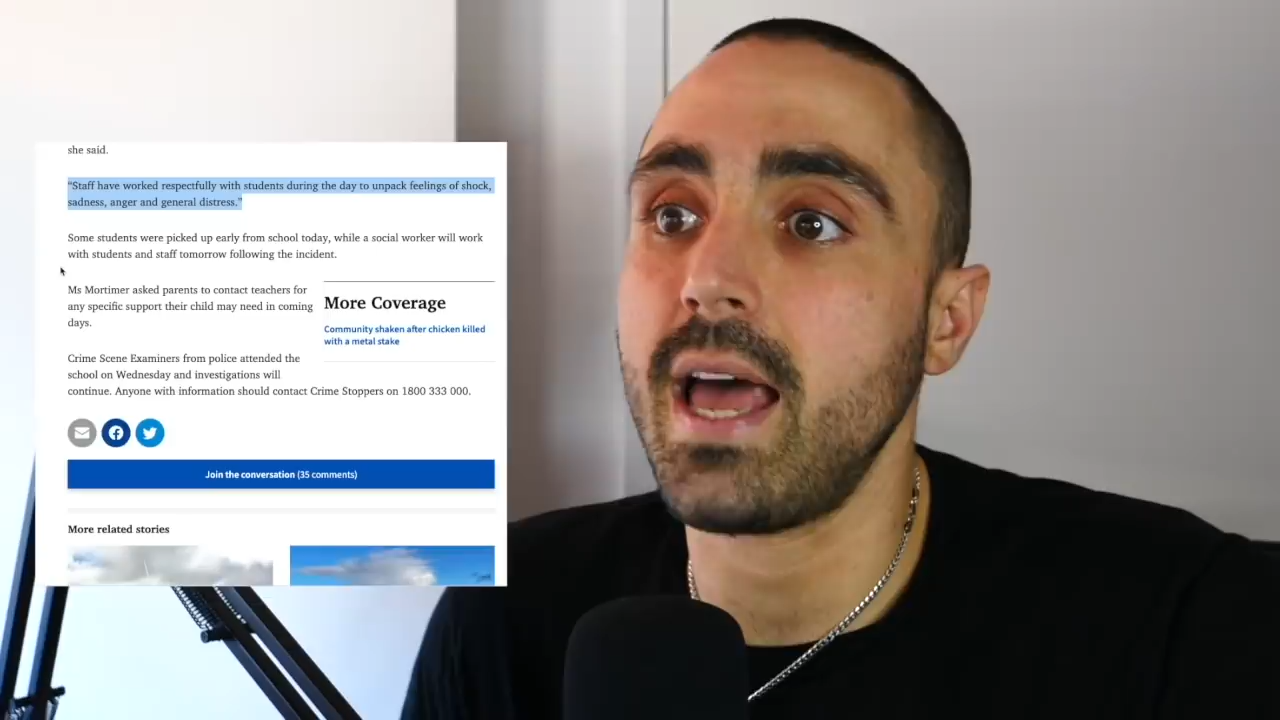 she said.
"Staff have worked respectfully with students during the day to unpack feelings of shock,
sadness, anger and general distress."
Some students were picked up early from school today, while a social worker will work
with students and staff tomorrow following the incident.
Ms Mortimer asked parents to contact teachers for
any specific support their child may need in coming
days.
More Coverage
Community shaken after chicken killed
with a metal stake
Crime Scene Examiners from police attended the
school on Wednesday and investigations will
continue. Anyone with information should contact Crime Stoppers on 1800 333 000.
Join the conversation (35 comments)
More related stories